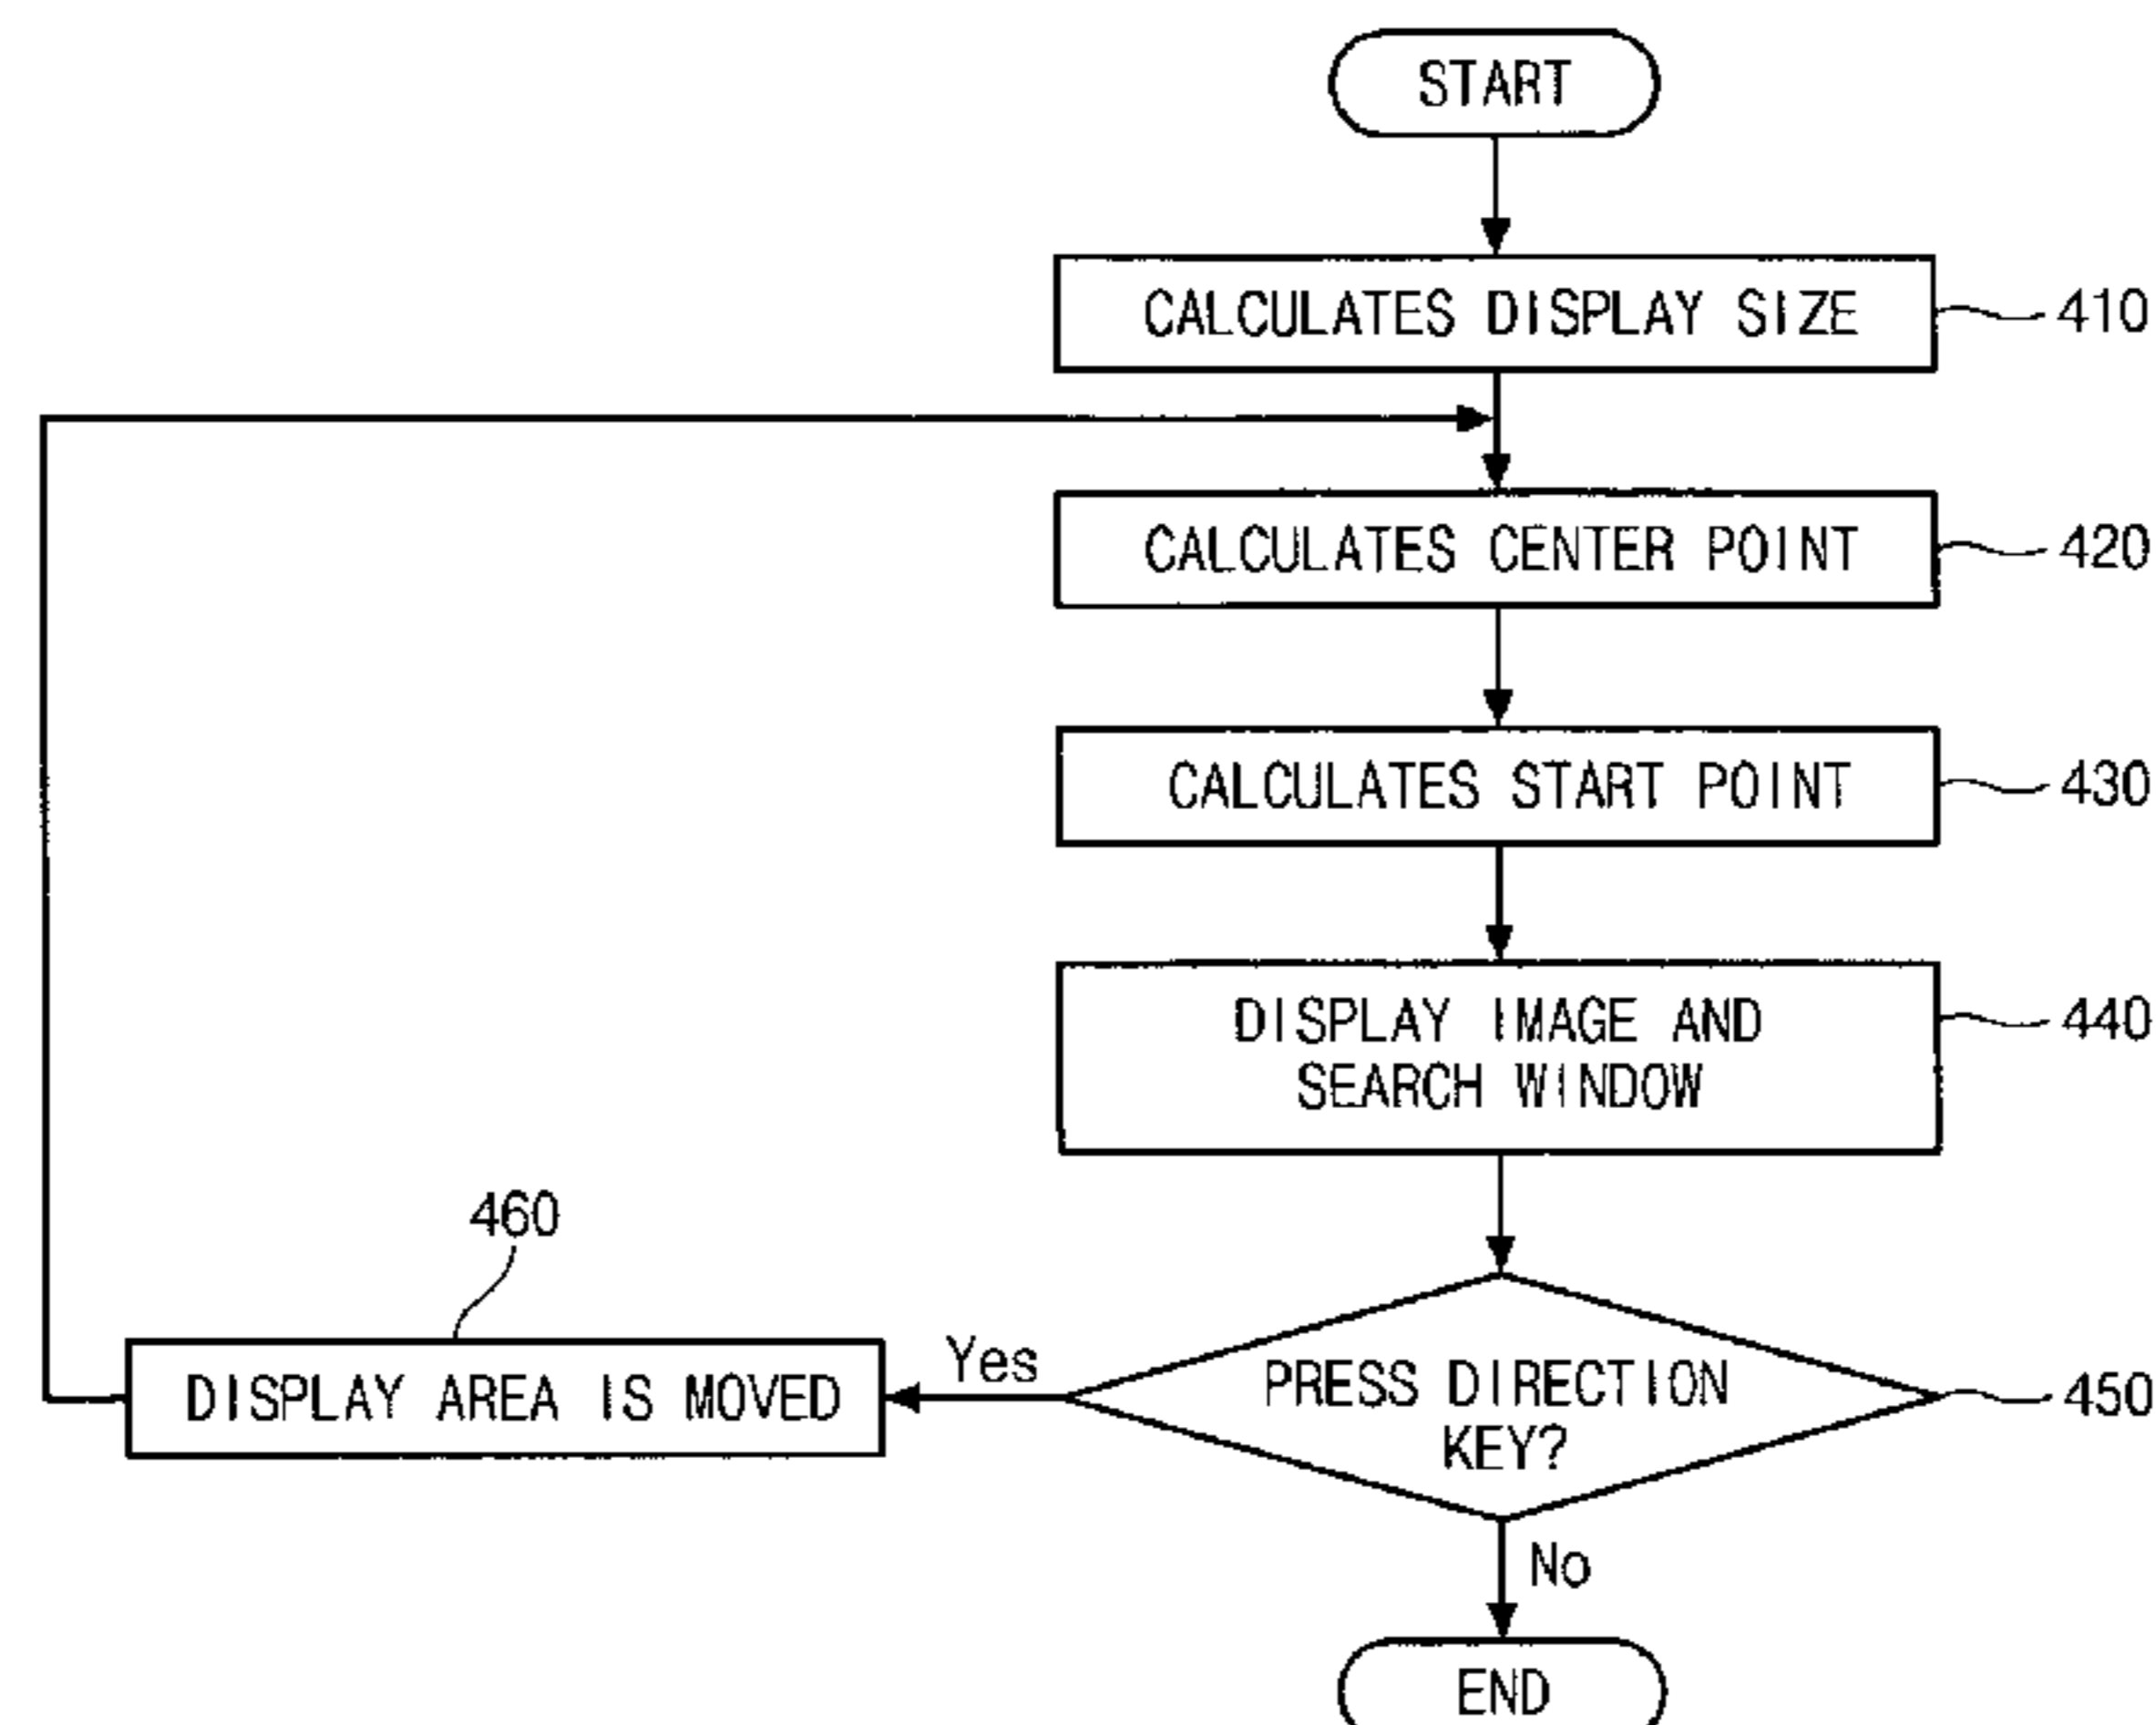 START
CALCULATES DISPLAY SIZE
410
CALCULATES CENTER POINT
420
CALCULATES START POINT
430
DISPLAY IMAGE AND
SEARCH WINDOW
440
460
DISPLAY AREA IS MOVED
Yes
PRESS DIRECTION
KEY?
450
No
END